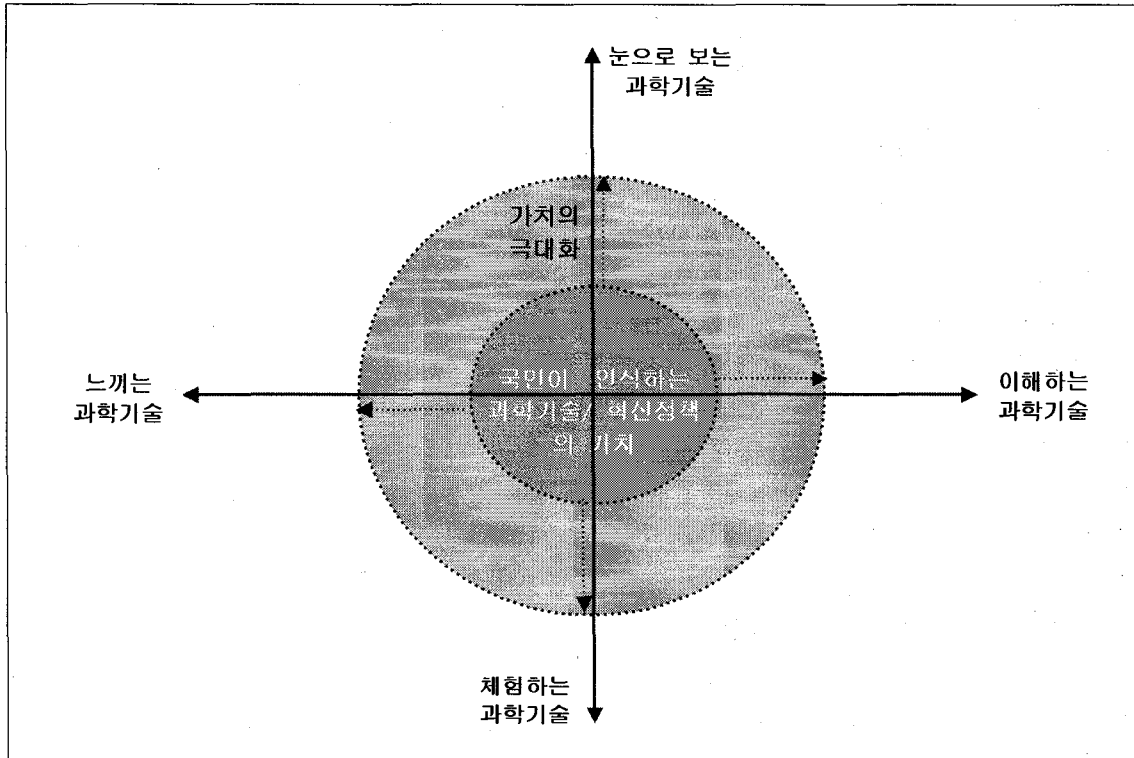 눈으로 보는
과학기술
가치의
극대화
느끼는
과학기술
국민이 인식하는
과학기술/ 혁신정책
의 가치
이해하는
과학기술
체험하는
과학기술